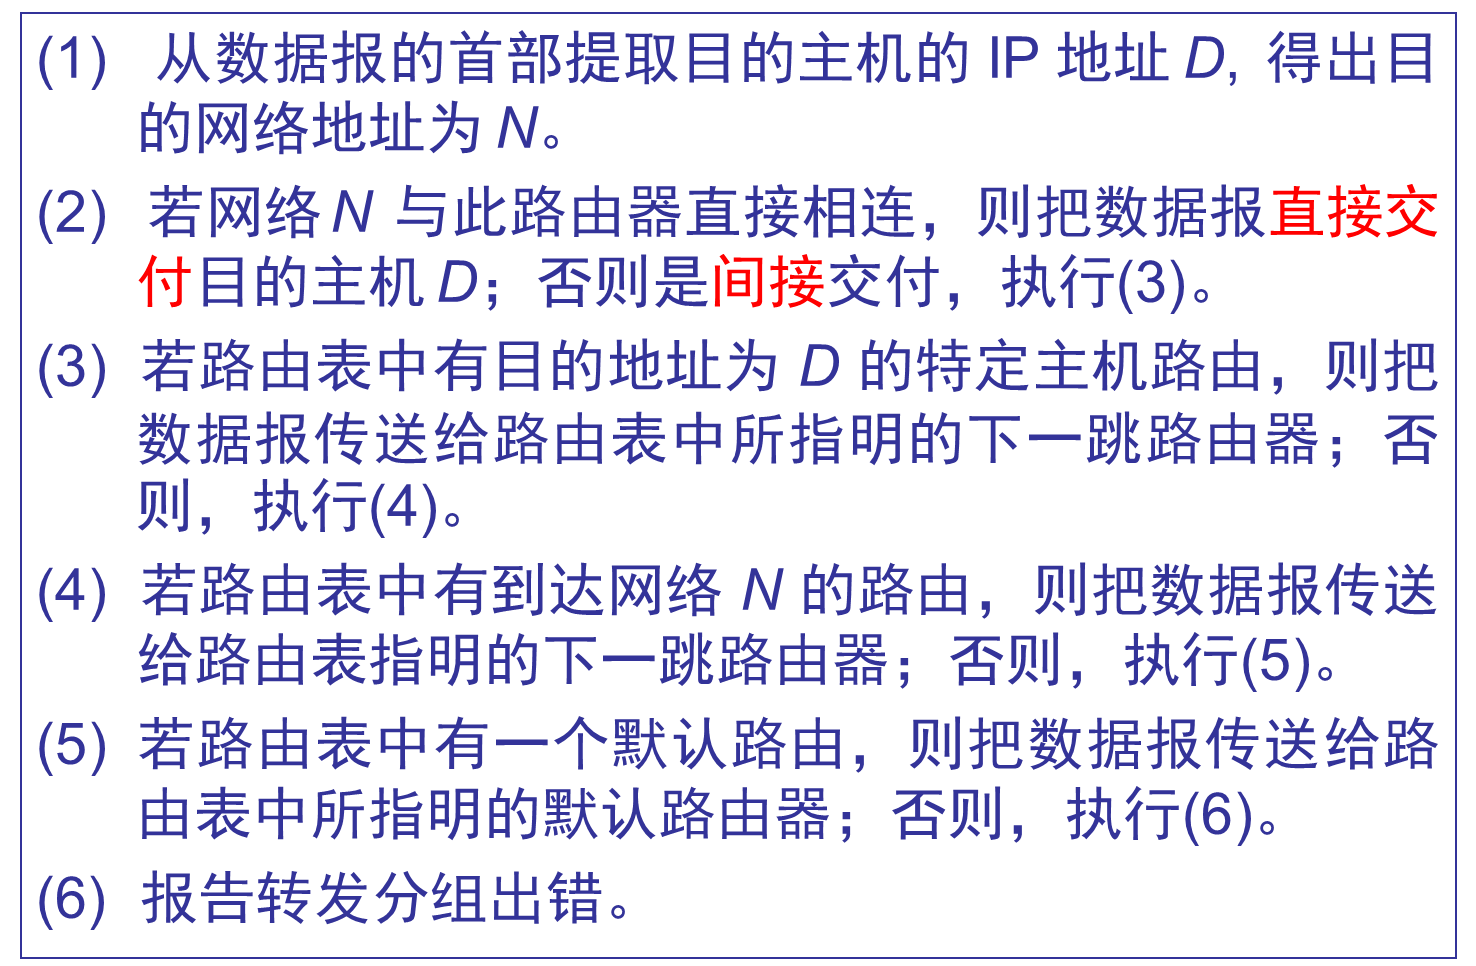 (1) 从数据报的首部提取目的主机的 IP 地址 D, 得出目
的网络地址为 N。
(2) 若网络 N 与此路由器直接相连，则把数据报直接交
付目的主机 D；否则是间接交付，执行(3)。
(3) 若路由表中有目的地址为 D 的特定主机路由，则把
数据报传送给路由表中所指明的下一跳路由器；否
则，执行(4)。
(4) 若路由表中有到达网络 N 的路由，则把数据报传送
给路由表指明的下一跳路由器；否则，执行(5)。
(5) 若路由表中有一个默认路由，则把数据报传送给路
由表中所指明的默认路由器；否则，执行(6)。
(6) 报告转发分组出错。